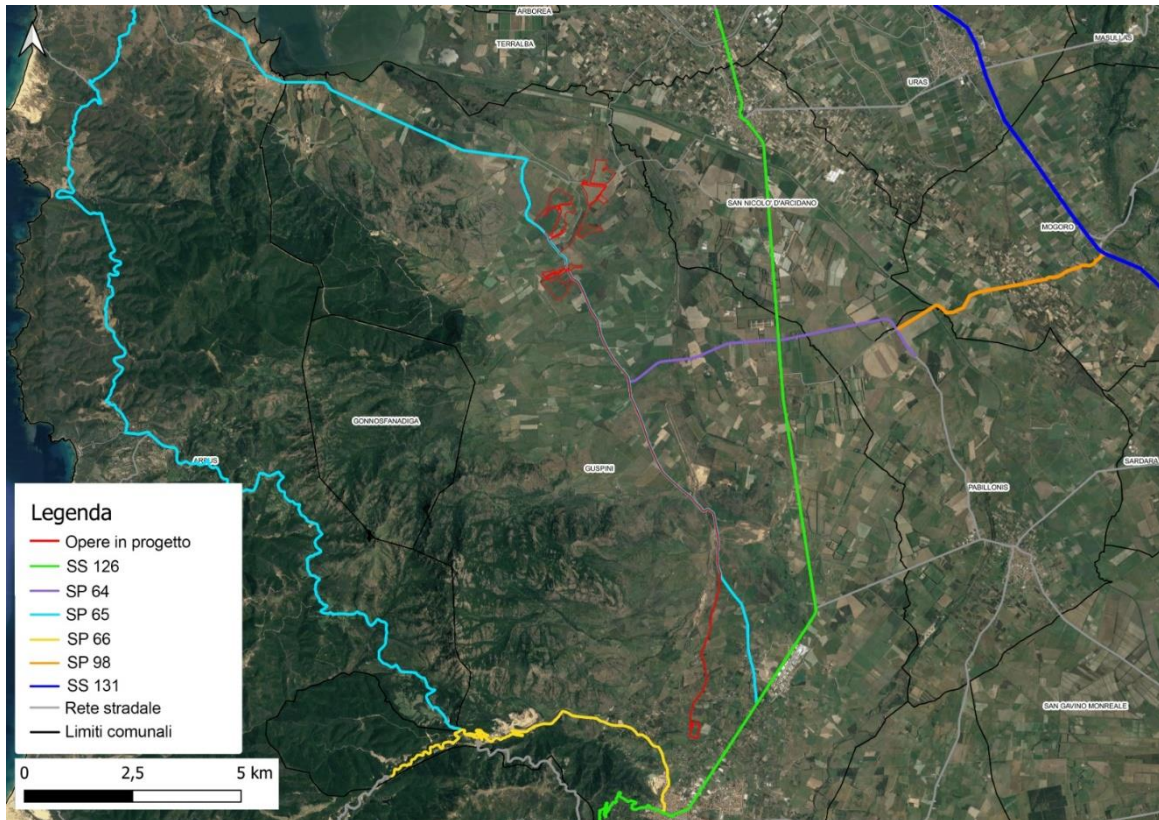 ARBOREA
TERRALBA
MASULLAS
URAS
SAN NICOLO' D'ARCIDANO
MOGORO
GONNOSFANADIGA
ARBUS
GUSPINI
SARDARA
PABILLONIS
SAN GAVINO MONREALE
Legenda
Opere in progetto
SS 126
SP 64
SP 65
SP 66
SP 98
SS 131
Rete stradale
Limiti comunali
0 2,5 5 km